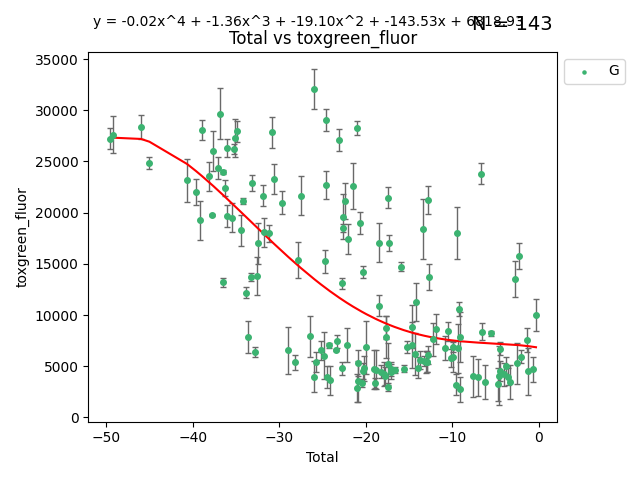 y = -0.02x^4 + -1.36x^3 + -19.10x^2 + -143.53x + 6818.93
N = 143
Total vs toxgreen_fluor
G
35000
30000
25000
20000
15000
10000
5000
0
toxgreen_fluor
-50 -40 -30 -20 -10 0
Total